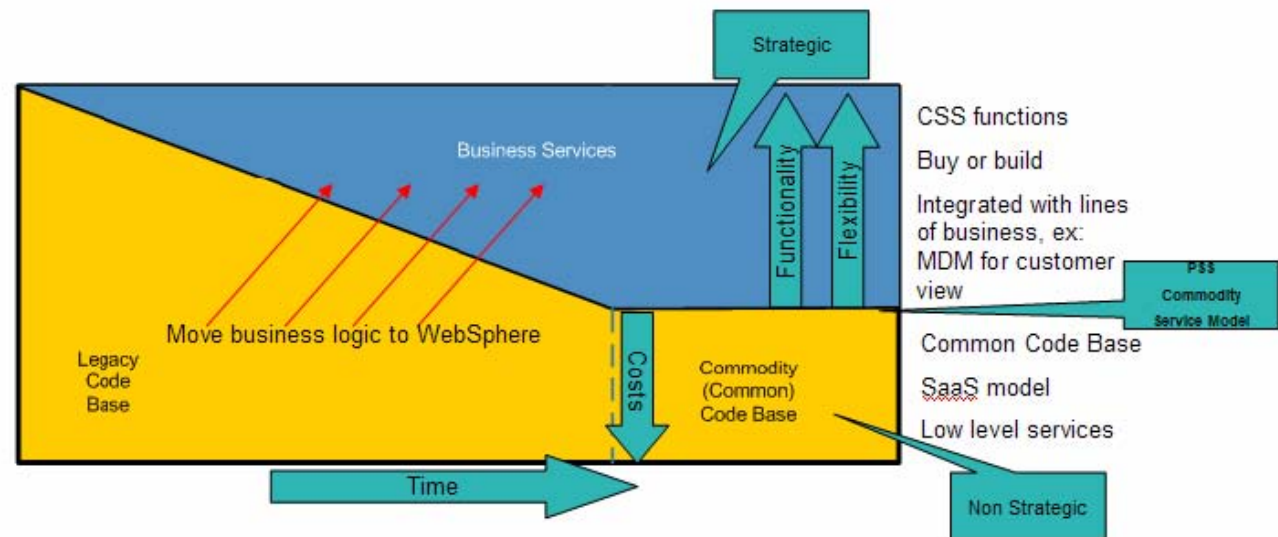 Strategic
CSS functions
Buy or build
Integrated with lines
of business, ex:
MDM for customer
view
Business Services
Functionality
Flexibility
PSS
Commodity
Service Model
Move business logic to WebSphere
Legacy
Code
Base
Costs
Commodity
(Common)
Code Base
Common Code Base
SaaS model
Low level services
Time
Non Strategic